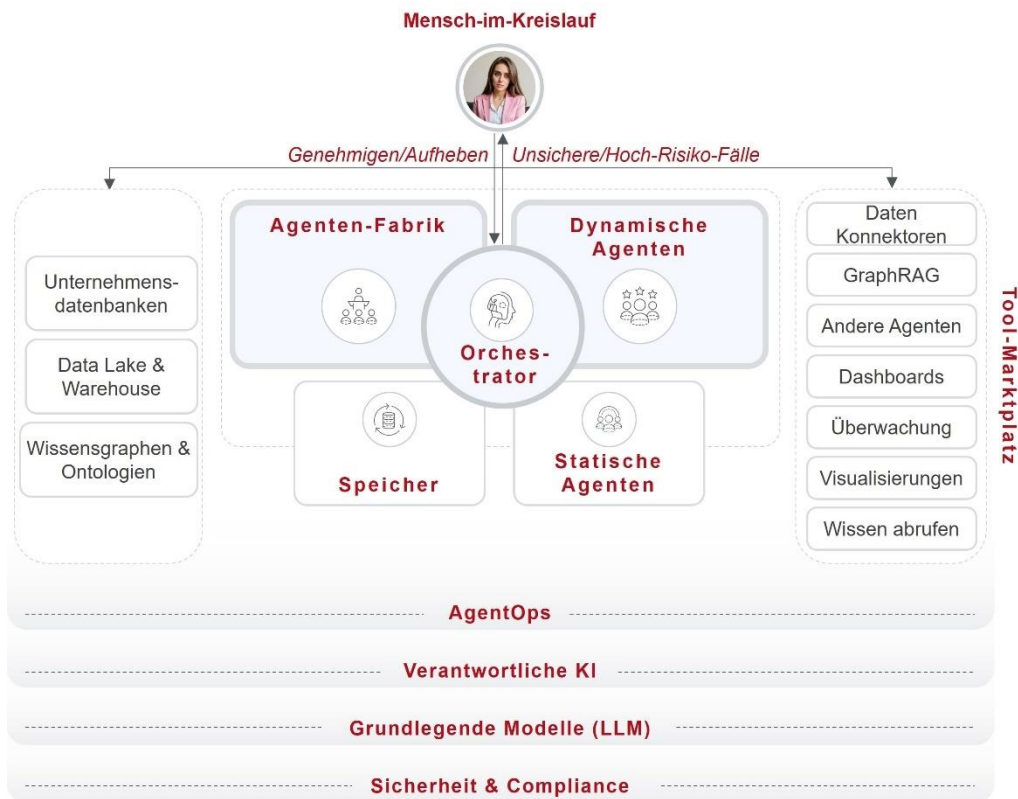 Mensch-im-Kreislauf
Genehmigen/Aufheben
Unsichere/Hoch-Risiko-Fälle
Unternehmens-
datenbanken
Data Lake &
Warehouse
Wissensgraphen &
Ontologien
Agenten-Fabrik
Dynamische
Agenten
Orches-
trator
Speicher
Statische
Agenten
Daten
Konnektoren
GraphRAG
Andere Agenten
Dashboards
Überwachung
Visualisierungen
Wissen abrufen
Tool-Marktplatz
AgentOps
Verantwortliche KI
Grundlegende Modelle (LLM)
Sicherheit & Compliance